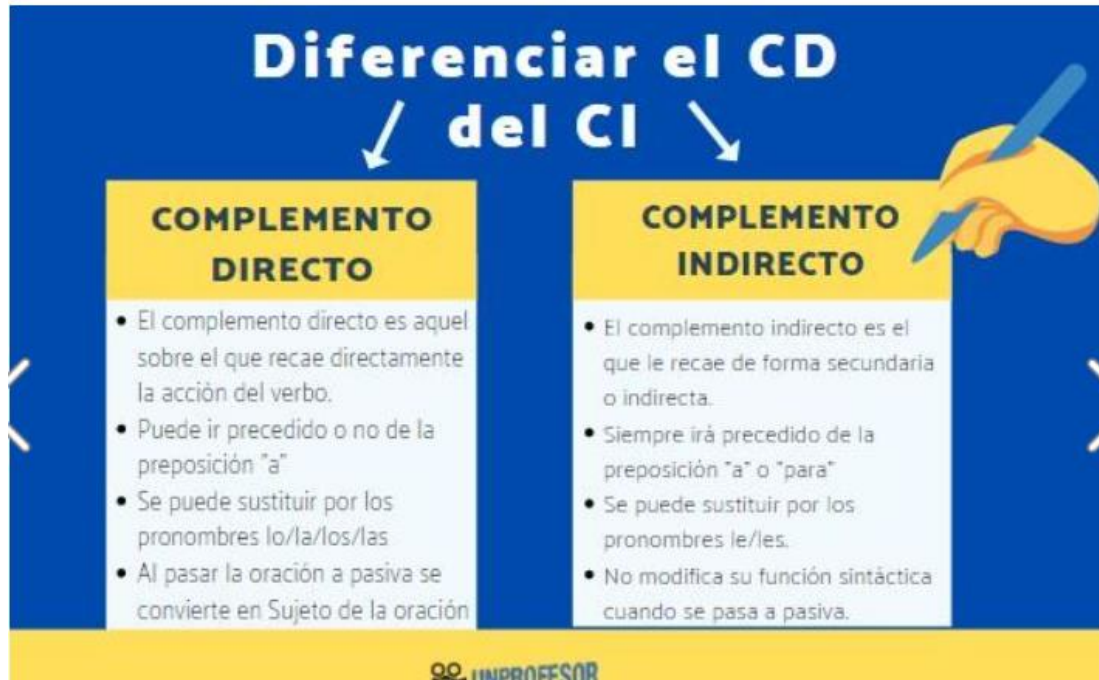 Diferenciar el CD
del CI
COMPLEMENTO
DIRECTO
• El complemento directo es aquel
sobre el que recae directamente
la acción del verbo.
• Puede ir precedido o no de la
preposición "a"
• Se puede sustituir por los
pronombres lo/la/los/las
• Al pasar la oración a pasiva se
convierte en Sujeto de la oración
COMPLEMENTO
INDIRECTO
• El complemento indirecto es el
que le recae de forma secundaria
o indirecta.
• Siempre irá precedido de la
preposición "a" o "para"
• Se puede sustituir por los
pronombres le/les.
• No modifica su función sintáctica
cuando se pasa a pasiva.
UNPROFESOR